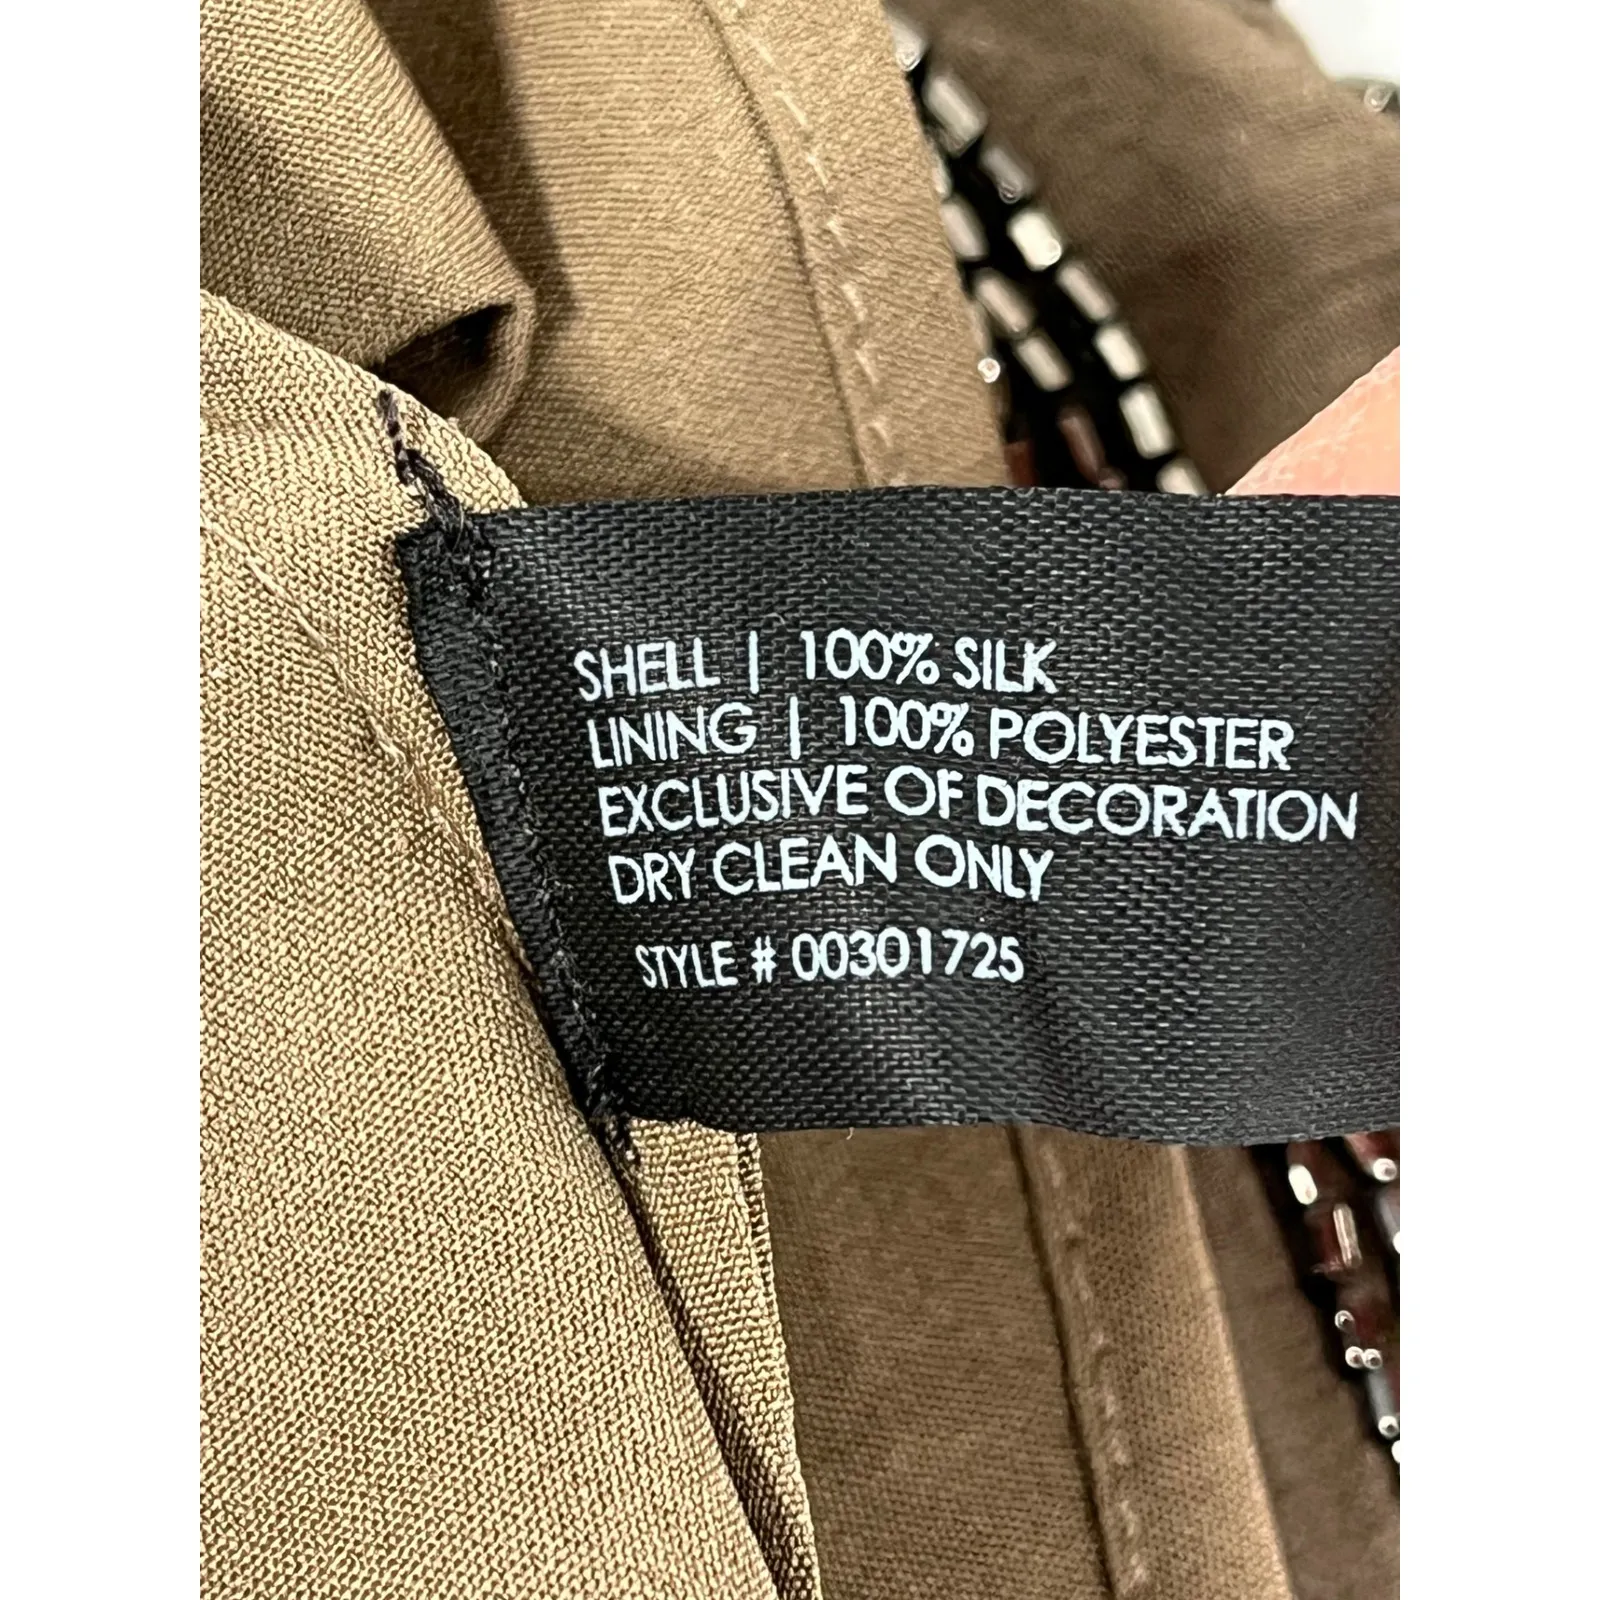 SHELL | 100% SILK
LINING | 100% POLYESTER
EXCLUSIVE OF DECORATION
DRY CLEAN ONLY
STYLE # 00301725